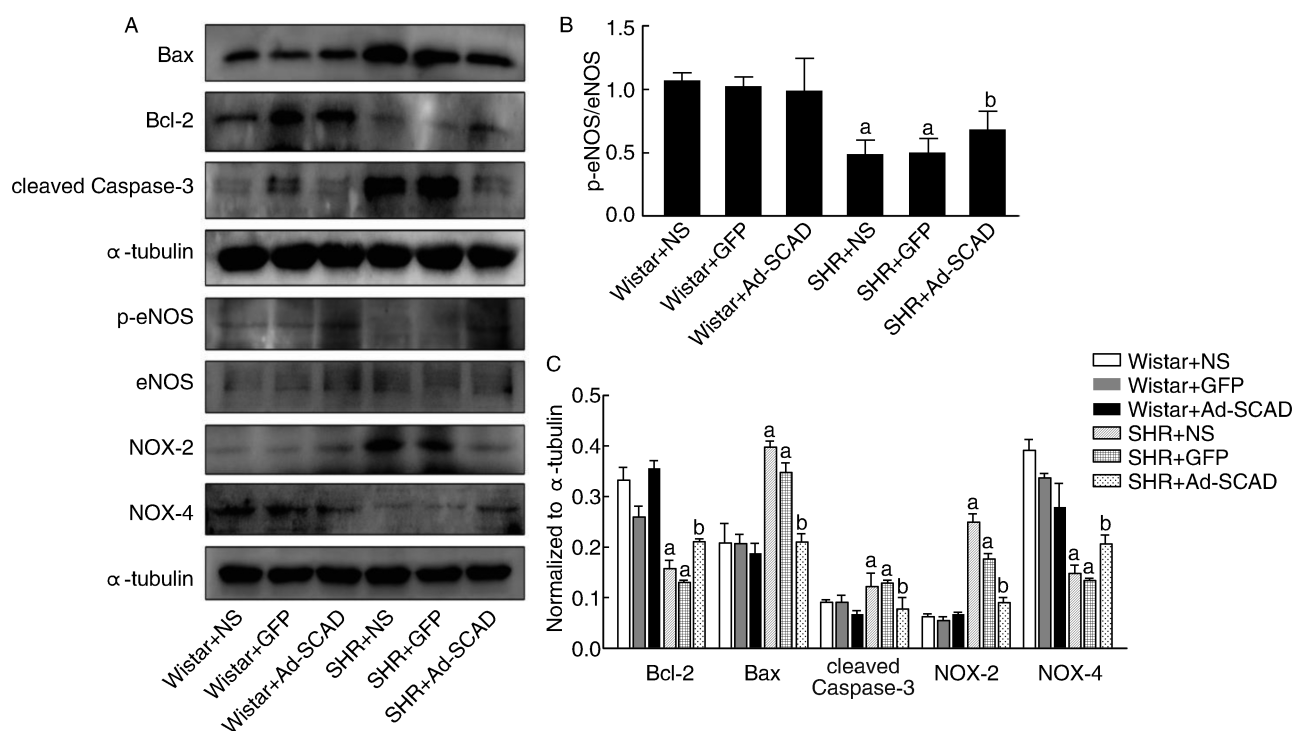 A
Bax
Bcl-2
cleaved Caspase-3
α-tubulin
p-eNOS
eNOS
NOX-2
NOX-4
α-tubulin
Wistar+NS
Wistar+GFP
Wistar+Ad-SCAD
SHR+NS
SHR+GFP
SHR+Ad-SCAD
B
p-eNOS/eNOS
1.5
1.0
0.5
0.0
a
a
b
Wistar+NS
Wistar+GFP
Wistar+Ad-SCAD
SHR+NS
SHR+GFP
SHR+Ad-SCAD
C
Normalized to α-tubulin
0.5
0.4
0.3
0.2
0.1
0.0
a
a
b
a
a
b
a
a
b
a
a
b
a
a
b
Bcl-2
Bax
cleaved
Caspase-3
NOX-2
NOX-4
Wistar+NS
Wistar+GFP
Wistar+Ad-SCAD
SHR+NS
SHR+GFP
SHR+Ad-SCAD